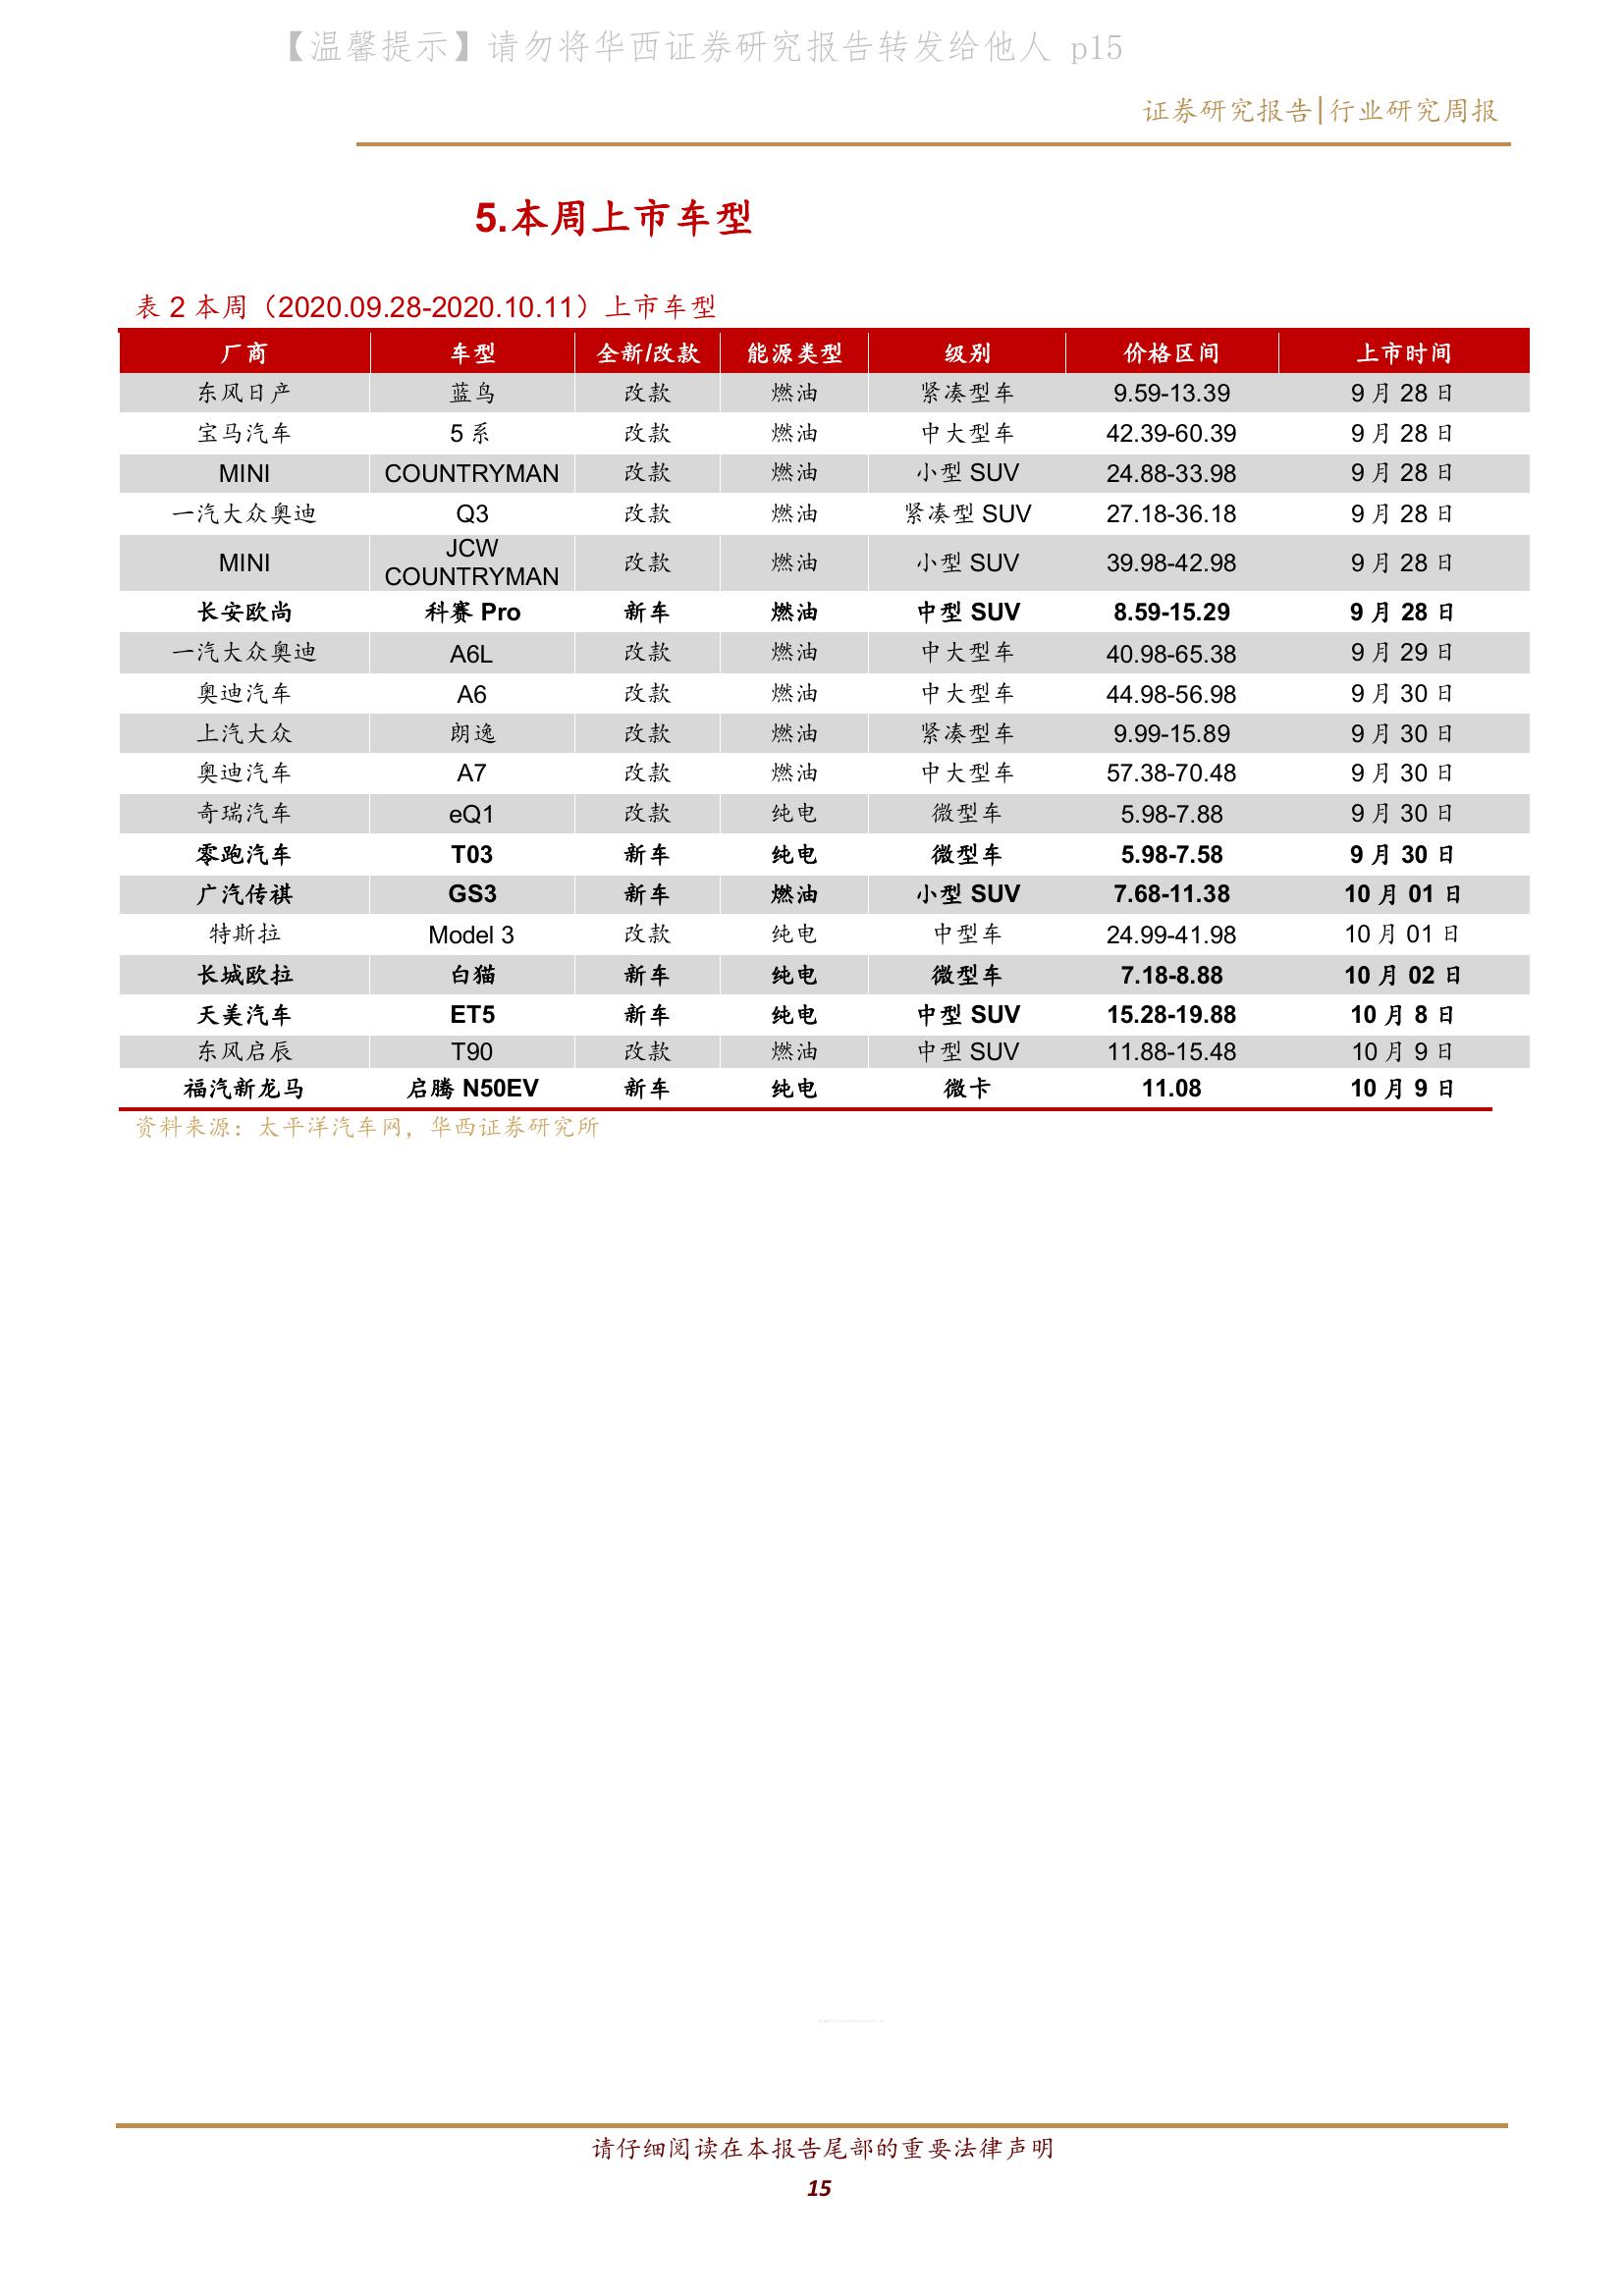 【温馨提示】请勿将华西证券研究报告转发给他人 p15
证券研究报告|行业研究周报
5.本周上市车型
表 2 本周（2020.09.28-2020.10.11）上市车型
厂商 车型 全新/改款 能源类型 级别 价格区间 上市时间
东风日产 蓝鸟 改款 燃油 紧凑型车 9.59-13.39 9 月 28 日
宝马汽车 5 系 改款 燃油 中大型车 42.39-60.39 9 月 28 日
MINI COUNTRYMAN 改款 燃油 小型 SUV 24.88-33.98 9 月 28 日
一汽大众奥迪 Q3 改款 燃油 紧凑型 SUV 27.18-36.18 9 月 28 日
MINI JCW COUNTRYMAN 改款 燃油 小型 SUV 39.98-42.98 9 月 28 日
长安欧尚 科赛 Pro 新车 燃油 中型 SUV 8.59-15.29 9 月 28 日
一汽大众奥迪 A6L 改款 燃油 中大型车 40.98-65.38 9 月 29 日
奥迪汽车 A6 改款 燃油 中大型车 44.98-56.98 9 月 30 日
上汽大众 朗逸 改款 燃油 紧凑型车 9.99-15.89 9 月 30 日
奥迪汽车 A7 改款 燃油 中大型车 57.38-70.48 9 月 30 日
奇瑞汽车 eQ1 改款 纯电 微型车 5.98-7.88 9 月 30 日
零跑汽车 T03 新车 纯电 微型车 5.98-7.58 9 月 30 日
广汽传祺 GS3 新车 燃油 小型 SUV 7.68-11.38 10 月 01 日
特斯拉 Model 3 改款 纯电 中型车 24.99-41.98 10 月 01 日
长城欧拉 白猫 新车 纯电 微型车 7.18-8.88 10 月 02 日
天美汽车 ET5 新车 纯电 中型 SUV 15.28-19.88 10 月 8 日
东风启辰 T90 改款 燃油 中型 SUV 11.88-15.48 10 月 9 日
福汽新龙马 启腾 N50EV 新车 纯电 微卡 11.08 10 月 9 日
资料来源：太平洋汽车网，华西证券研究所
请仔细阅读在本报告尾部的重要法律声明
15